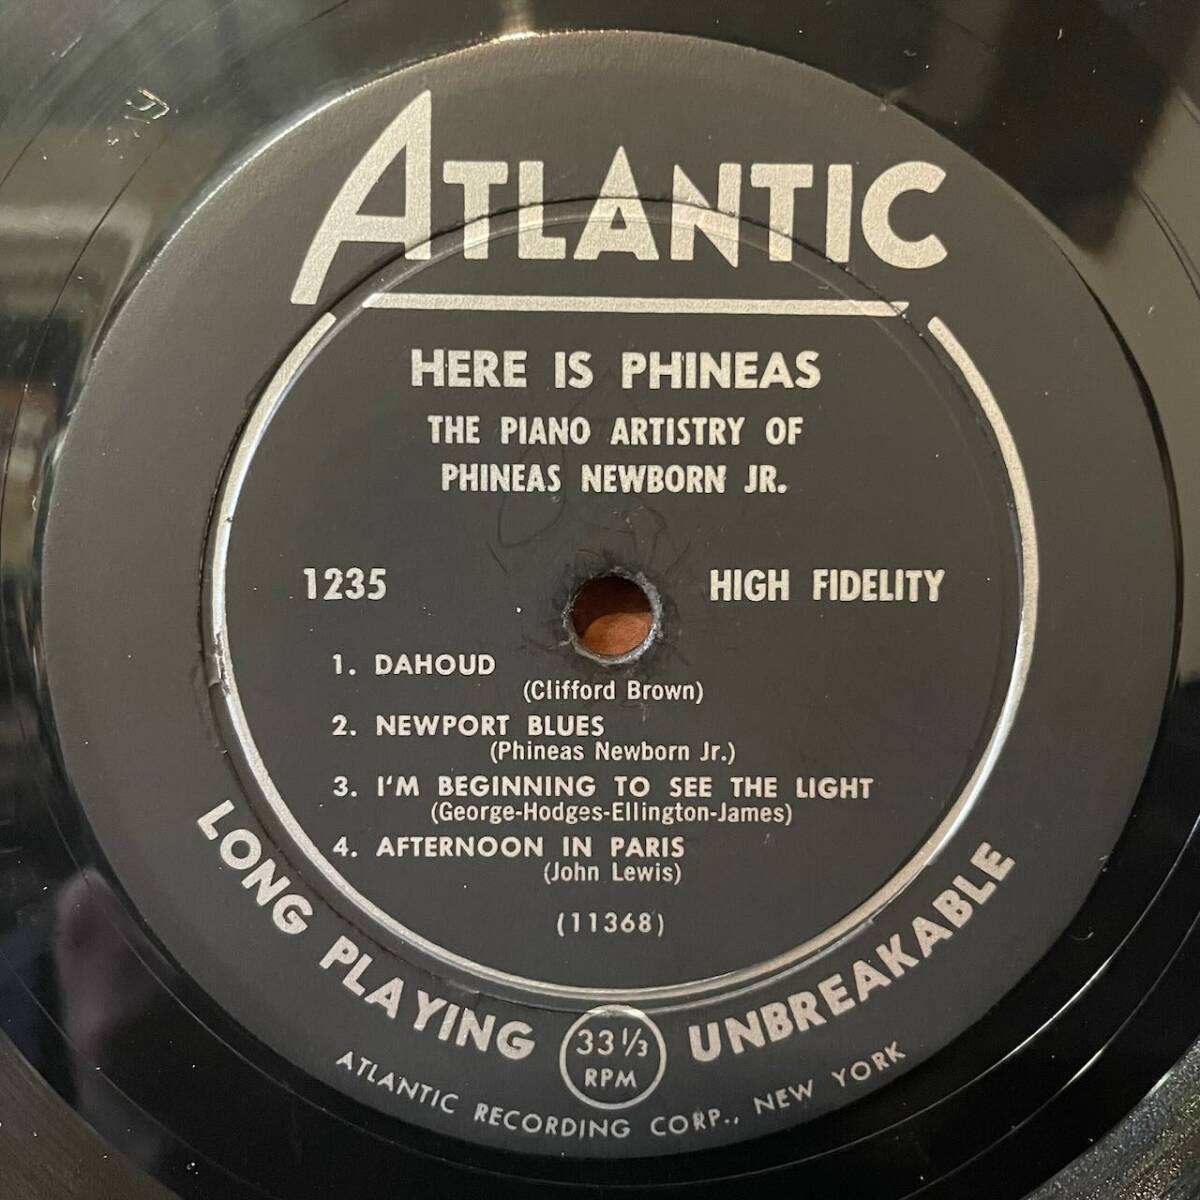 ATLANTIC
HERE IS PHINEAS
THE PIANO ARTISTRY OF
PHINEAS NEWBORN JR.
1235 HIGH FIDELITY
1. DAHOUD
(Clifford Brown)
2. NEWPORT BLUES
(Phineas Newborn Jr.)
3. I'M BEGINNING TO SEE THE LIGHT
(George-Hodges-Ellington-James)
4. AFTERNOON IN PARIS
(John Lewis)
(11368)
LONG PLAYING 33 1/3 RPM UNBREAKABLE
ATLANTIC RECORDING CORP., NEW YORK